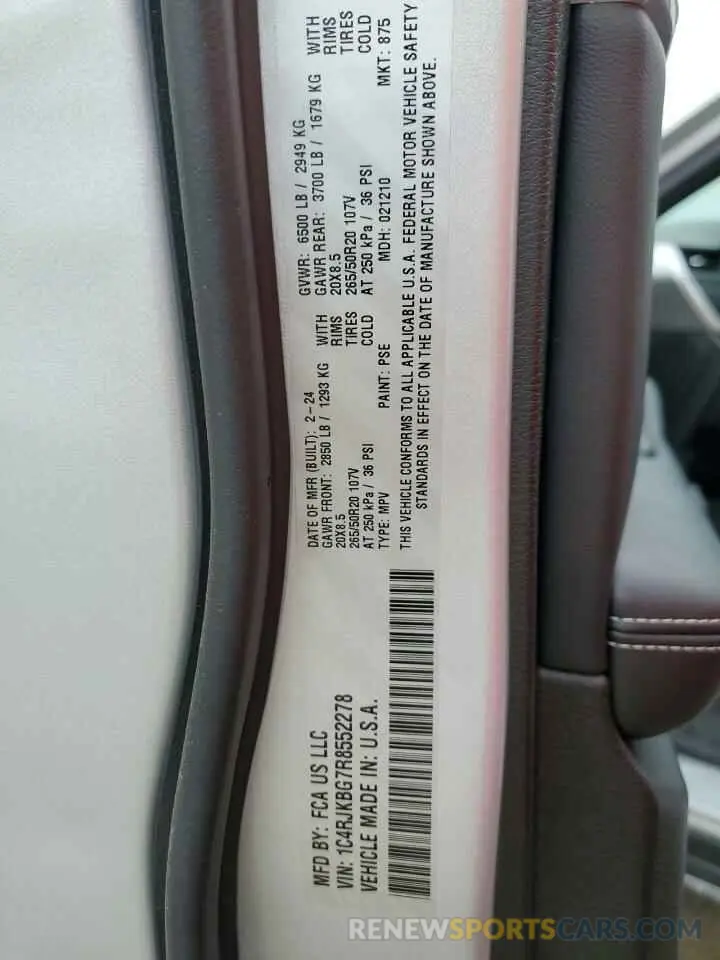 MFD BY: FCA US LLC
VIN: 1C4RJKBG7R8552278
VEHICLE MADE IN: U.S.A.
DATE OF MFR (BUILT): 2-24
GAWR FRONT: 2850 LB / 1293 KG WITH
20X8.5 RIMS
265/50R20 107V TIRES
AT 250 kPa / 36 PSI COLD
TYPE: MPV PAINT: PSE
GVWR: 6500 LB / 2949 KG
GAWR REAR: 3700 LB / 1679 KG WITH
20X8.5 RIMS
265/50R20 107V TIRES
AT 250 kPa / 36 PSI COLD
MDH: 021210 MKT: 875
THIS VEHICLE CONFORMS TO ALL APPLICABLE U.S.A. FEDERAL MOTOR VEHICLE SAFETY
STANDARDS IN EFFECT ON THE DATE OF MANUFACTURE SHOWN ABOVE.
RENEWSPORTSCARS.COM